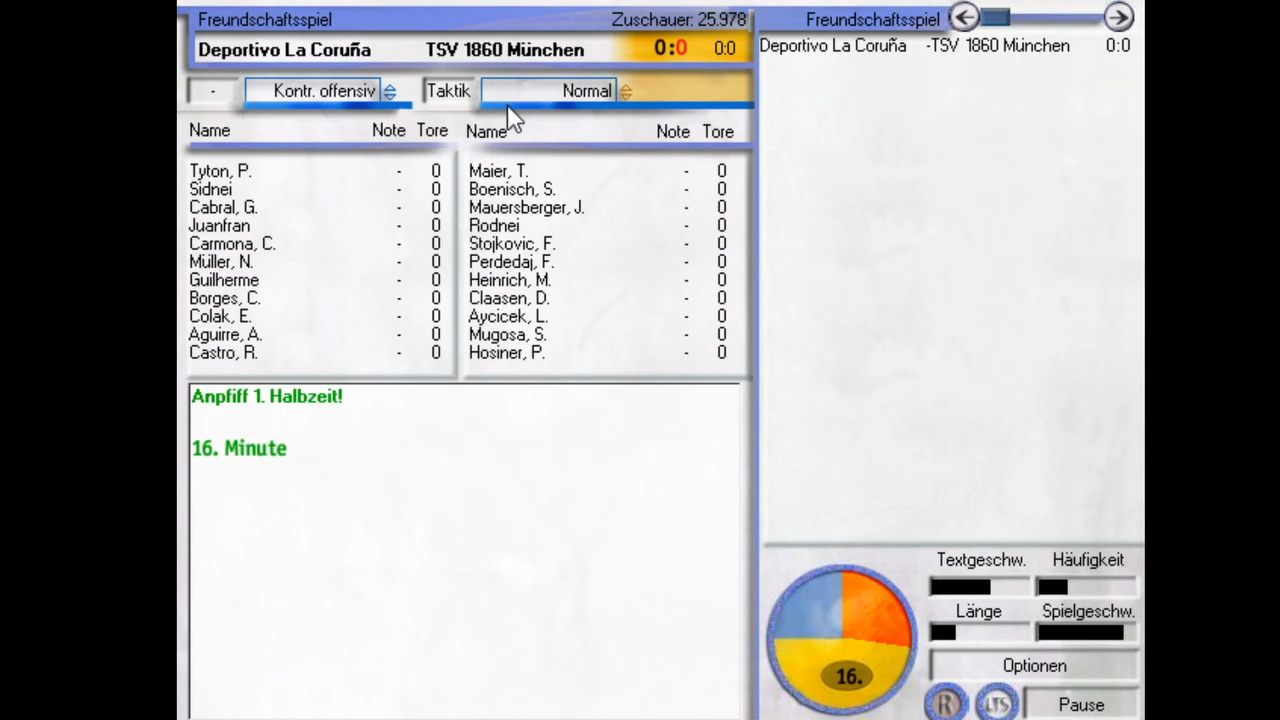 Freundschaftsspiel Zuschauer: 25.978
Deportivo La Coruña TSV 1860 München 0:0 0:0
- Kontr. offensiv Taktik Normal
Name Note Tore Name Note Tore
Tyton, P. - 0 Maier, T. - 0
Sidnei - 0 Boenisch, S. - 0
Cabral, G. - 0 Mauersberger, J. - 0
Juanfran - 0 Rodnei - 0
Carmona, C. - 0 Stojkovic, F. - 0
Müller, N. - 0 Perdedaj, F. - 0
Guilherme - 0 Heinrich, M. - 0
Borges, C. - 0 Claasen, D. - 0
Colak, E. - 0 Aycicek, L. - 0
Aguirre, A. - 0 Mugosa, S. - 0
Castro, R. - 0 Hosiner, P. - 0
Anpfiff 1. Halbzeit!
16. Minute
Freundschaftsspiel
Deportivo La Coruña -TSV 1860 München 0:0
Textgeschw. Häufigkeit
Länge Spielgeschw.
16.
Optionen
R LTS Pause